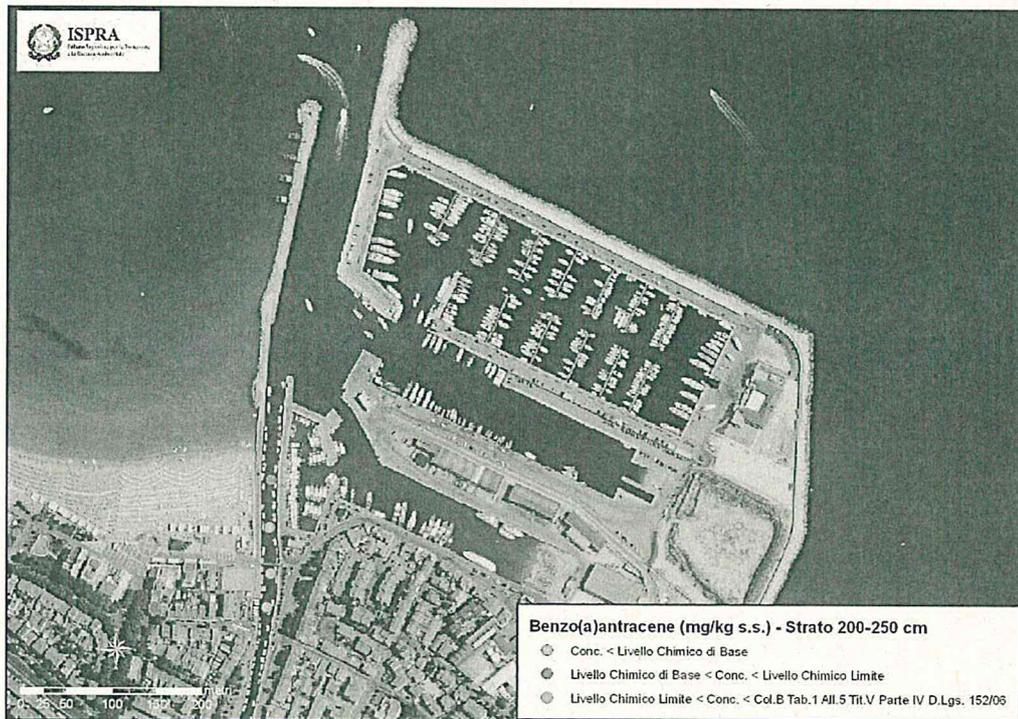 ISPRA
Benzo(a)antracene (mg/kg s.s.) - Strato 200-250 cm
Conc. < Livello Chimico di Base
Livello Chimico di Base < Conc. < Livello Chimico Limite
Livello Chimico Limite < Conc. < Col.B Tab.1 All.5 Tit.V Parte IV D.Lgs. 152/06
metri
0 25 50 100 150 200